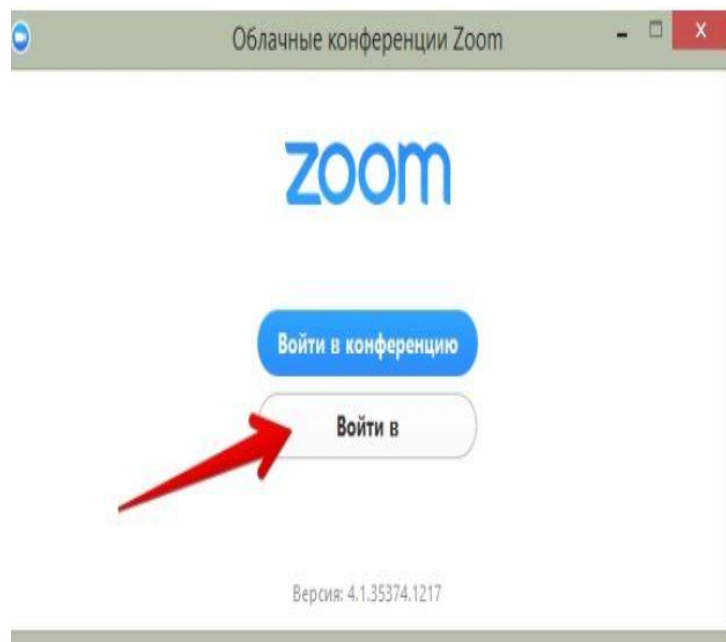 Облачные конференции Zoom
zoom
Войти в конференцию
Войти в
Версия: 4.1.35374.1217